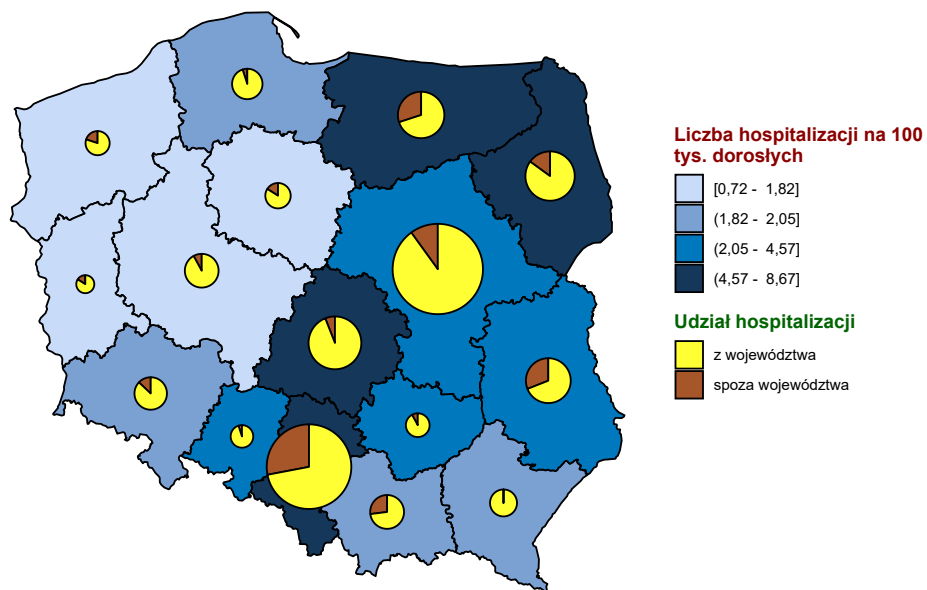 Liczba hospitalizacji na 100
tys. dorosłych
[0,72 - 1,82]
(1,82 - 2,05]
(2,05 - 4,57]
(4,57 - 8,67]
Udział hospitalizacji
z województwa
spoza województwa